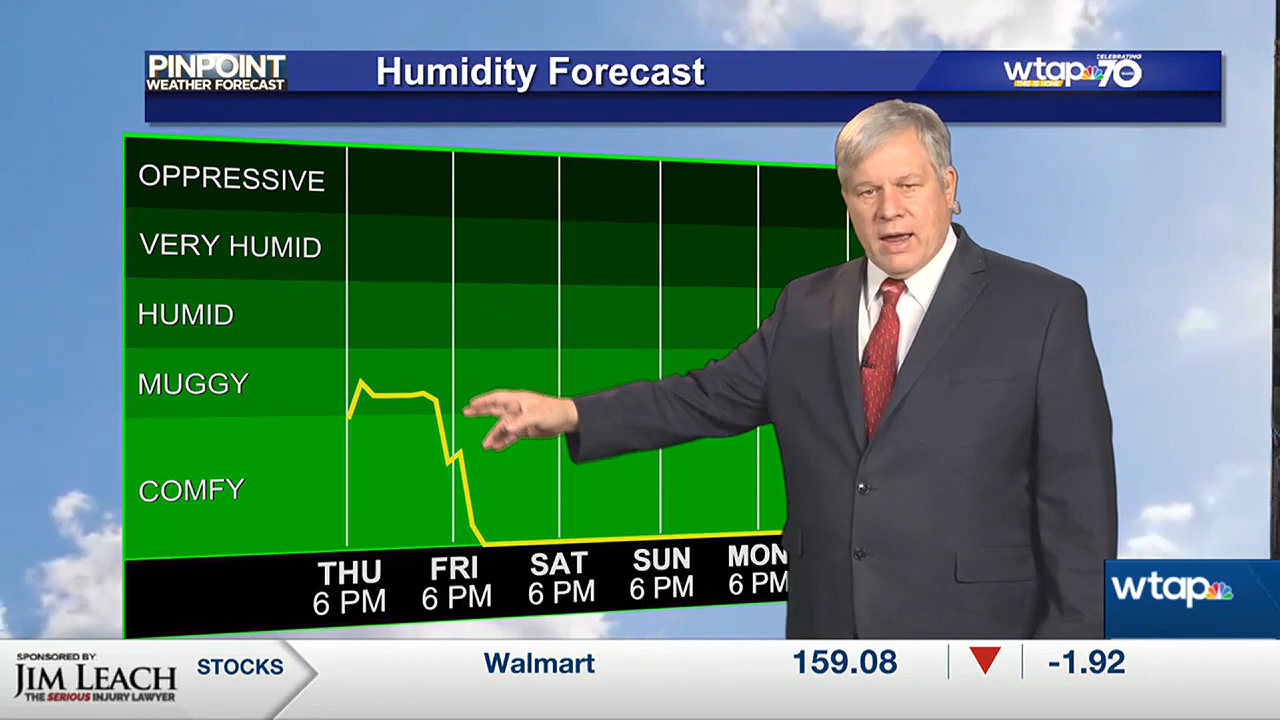 PINPOINT
WEATHER FORECAST
Humidity Forecast
wtap
THIS IS HOME
CELEBRATING
70
YEARS
OPPRESSIVE
VERY HUMID
HUMID
MUGGY
COMFY
THU
6 PM
FRI
6 PM
SAT
6 PM
SUN
6 PM
MON
6 PM
wtap
SPONSORED BY
JIM LEACH
THE SERIOUS INJURY LAWYER
STOCKS
Walmart
159.08
-1.92